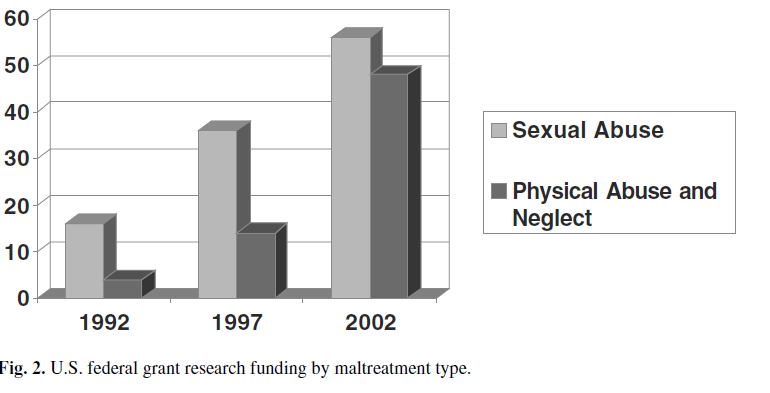 60
50
40
30
20
10
0
1992 1997 2002
Sexual Abuse
Physical Abuse and
Neglect
Fig. 2. U.S. federal grant research funding by maltreatment type.